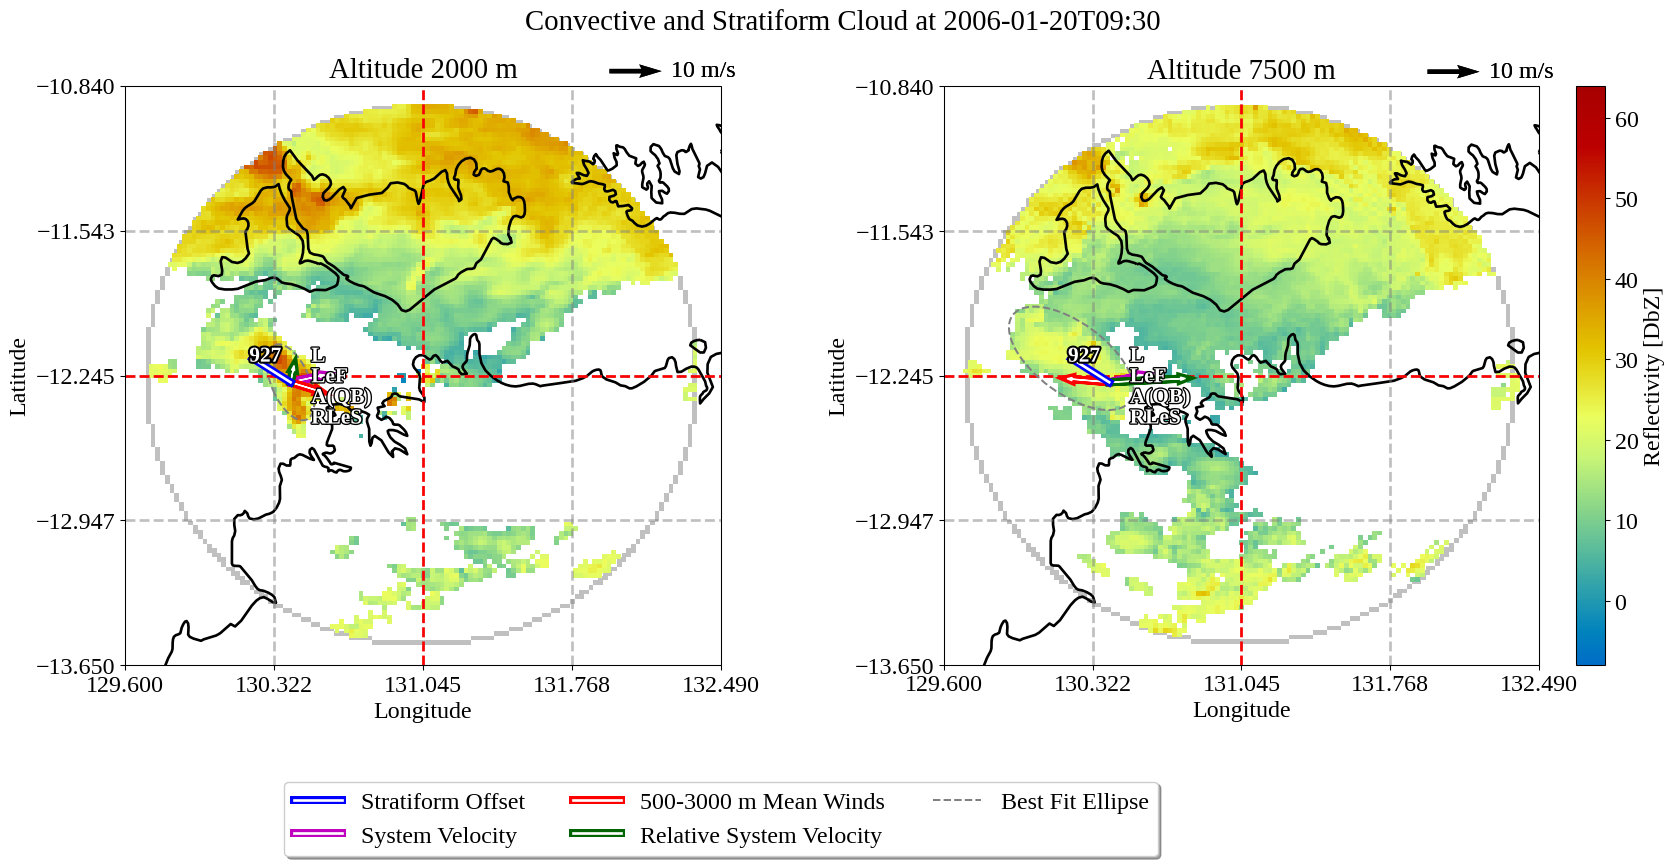 Convective and Stratiform Cloud at 2006-01-20T09:30
Altitude 2000 m
10 m/s
Altitude 7500 m
10 m/s
−10.840
−11.543
−12.245
−12.947
−13.650
Latitude
129.600
130.322
131.045
131.768
132.490
Longitude
927
L
LeF
A(QB)
RLeS
−10.840
−11.543
−12.245
−12.947
−13.650
Latitude
129.600
130.322
131.045
131.768
132.490
Longitude
927
L
LeF
A(QB)
RLeS
60
50
40
30
20
10
0
Reflectivity [DbZ]
Stratiform Offset
500-3000 m Mean Winds
Best Fit Ellipse
System Velocity
Relative System Velocity